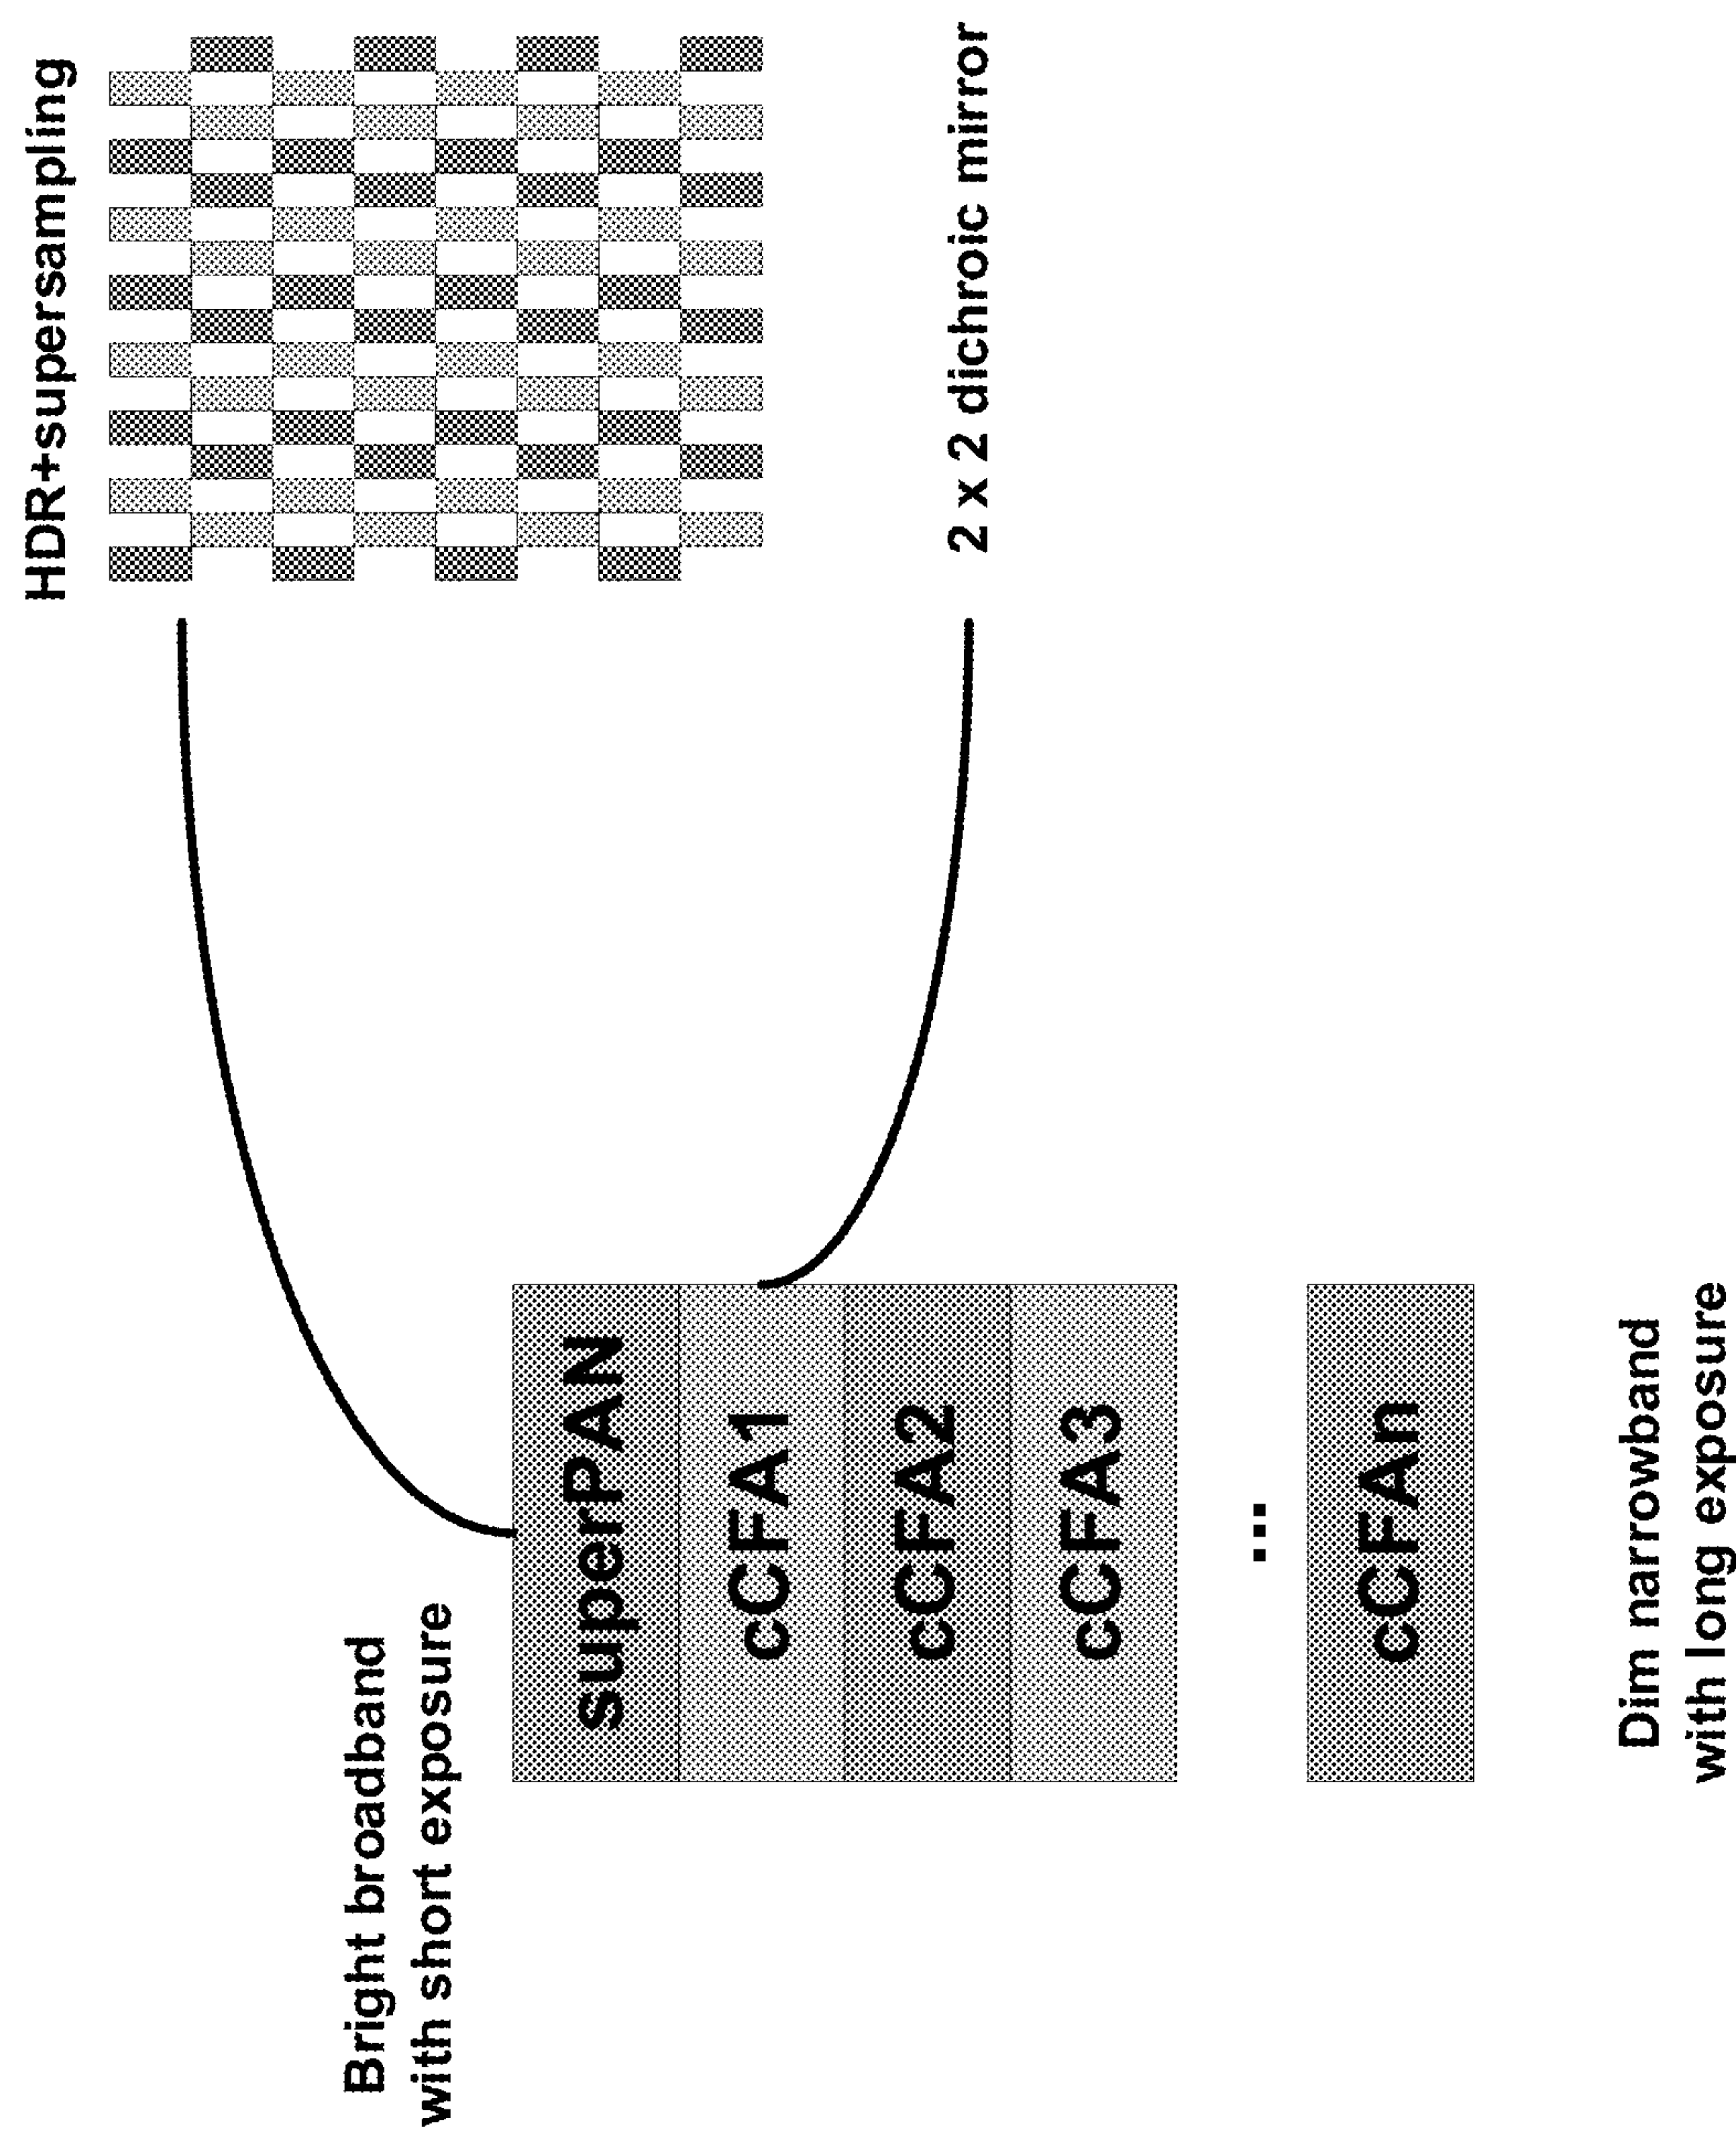 HDR+supersampling
2 x 2 dichroic mirror
Bright broadband
with short exposure
superPAN
cCFA1
cCFA2
cCFA3
...
cCFAn
Dim narrowband
with long exposure